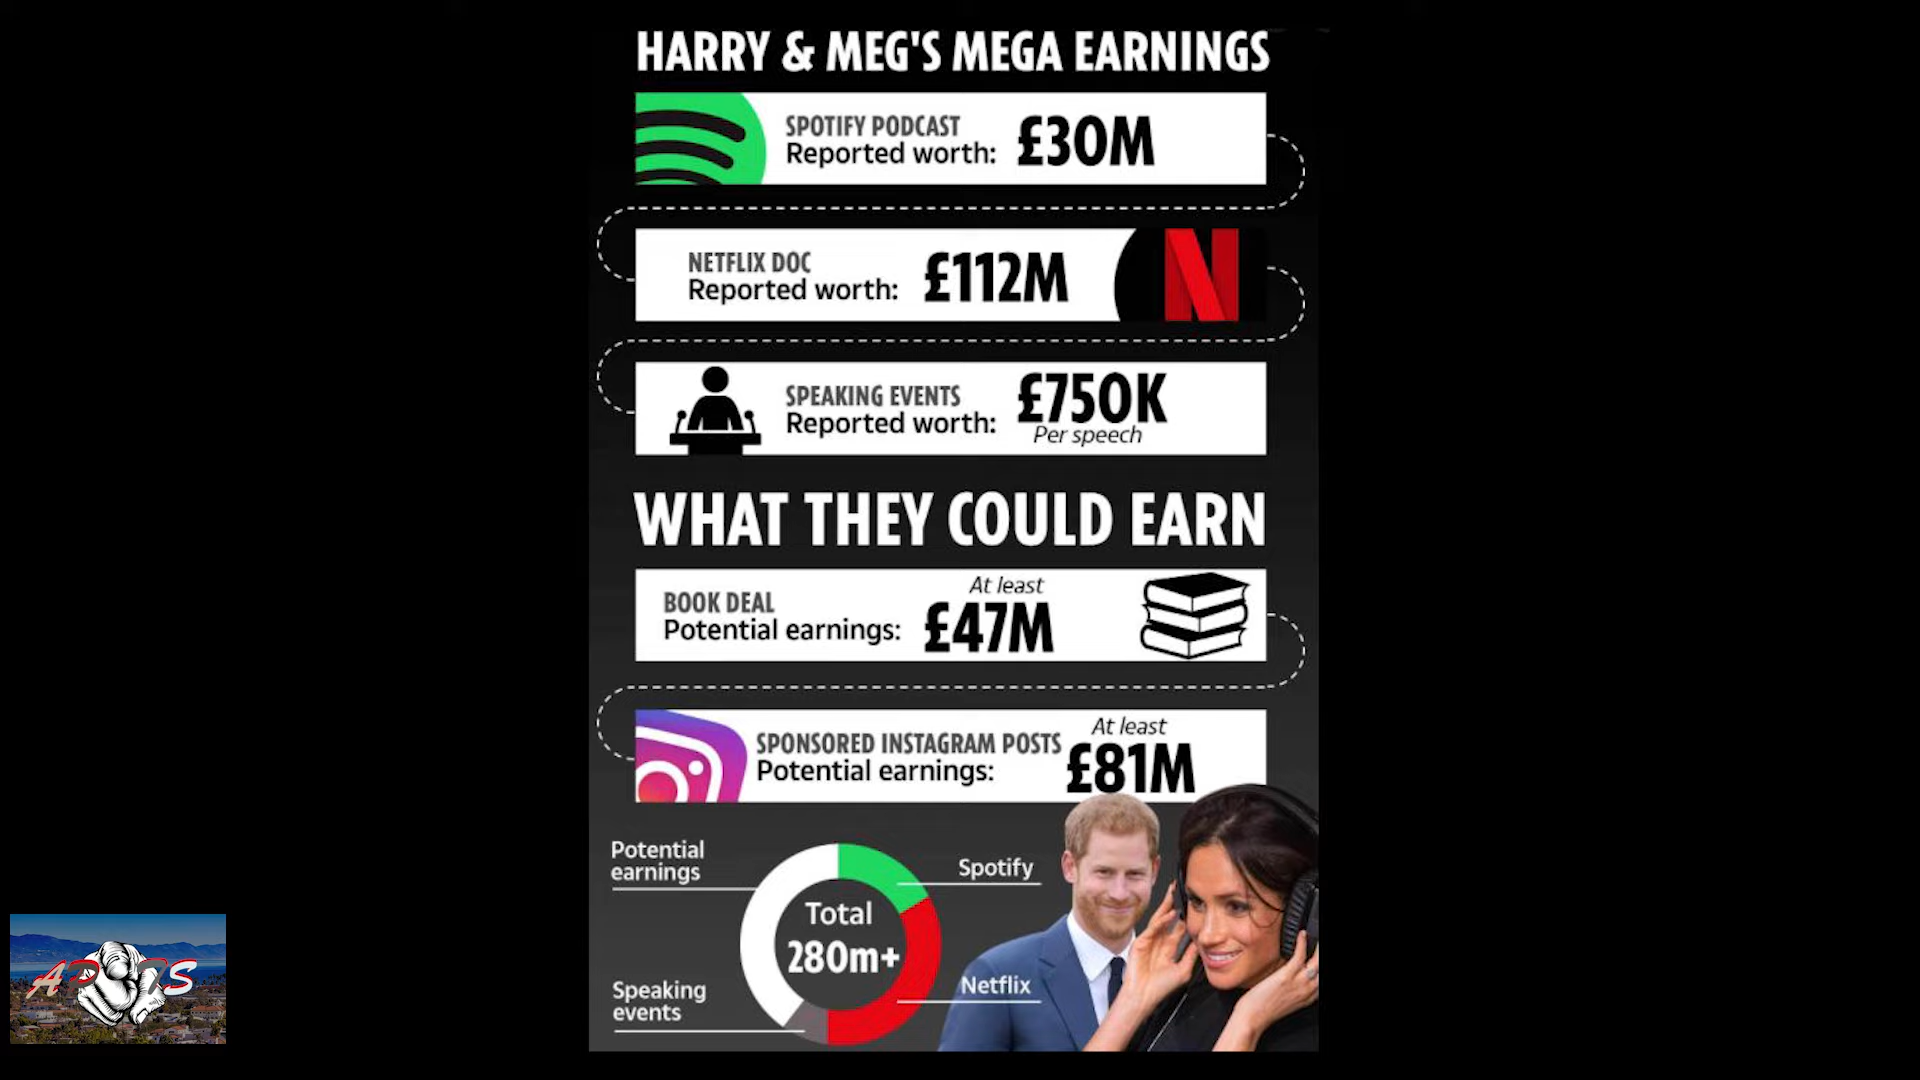 HARRY & MEG'S MEGA EARNINGS
SPOTIFY PODCAST
Reported worth: £30M
NETFLIX DOC
Reported worth: £112M
SPEAKING EVENTS
Reported worth: £750K
Per speech
WHAT THEY COULD EARN
BOOK DEAL
Potential earnings: At least
£47M
SPONSORED INSTAGRAM POSTS
Potential earnings: At least
£81M
Potential
earnings
Spotify
Total
280m+
Speaking
events
Netflix